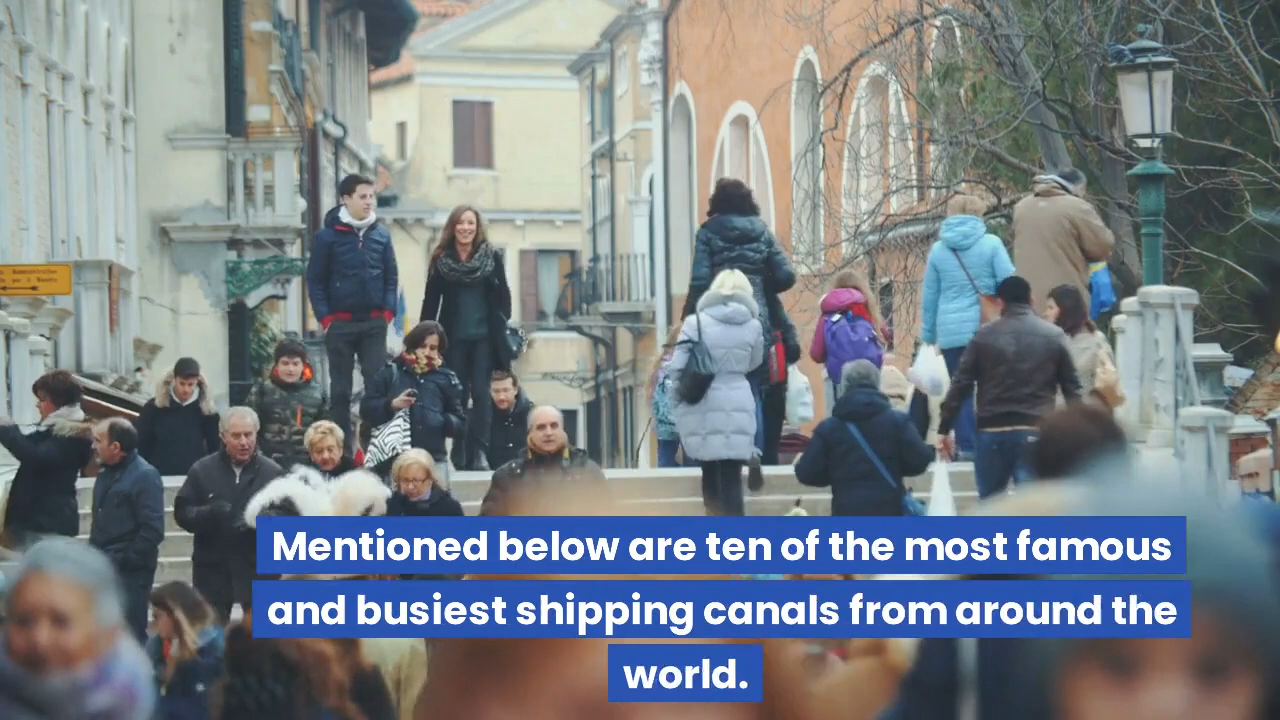 Mentioned below are ten of the most famous
and busiest shipping canals from around the
world.